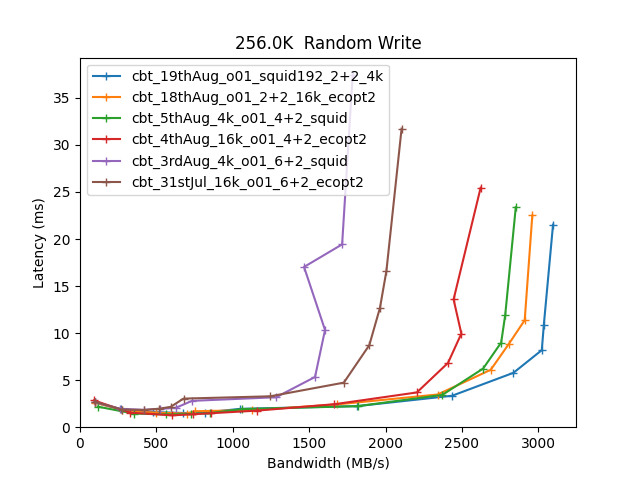 256.0K  Random Write
cbt_19thAug_o01_squid192_2+2_4k
cbt_18thAug_o01_2+2_16k_ecopt2
cbt_5thAug_4k_o01_4+2_squid
cbt_4thAug_16k_o01_4+2_ecopt2
cbt_3rdAug_4k_o01_6+2_squid
cbt_31stJul_16k_o01_6+2_ecopt2
35
30
25
20
15
10
5
0
Latency (ms)
0 500 1000 1500 2000 2500 3000
Bandwidth (MB/s)